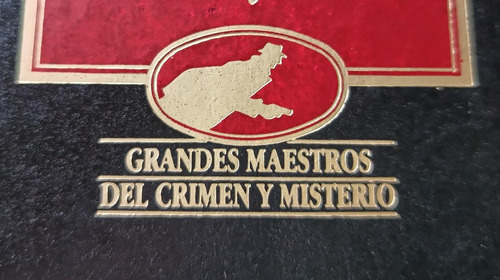 GRANDES MAESTROS
DEL CRIMEN Y MISTERIO